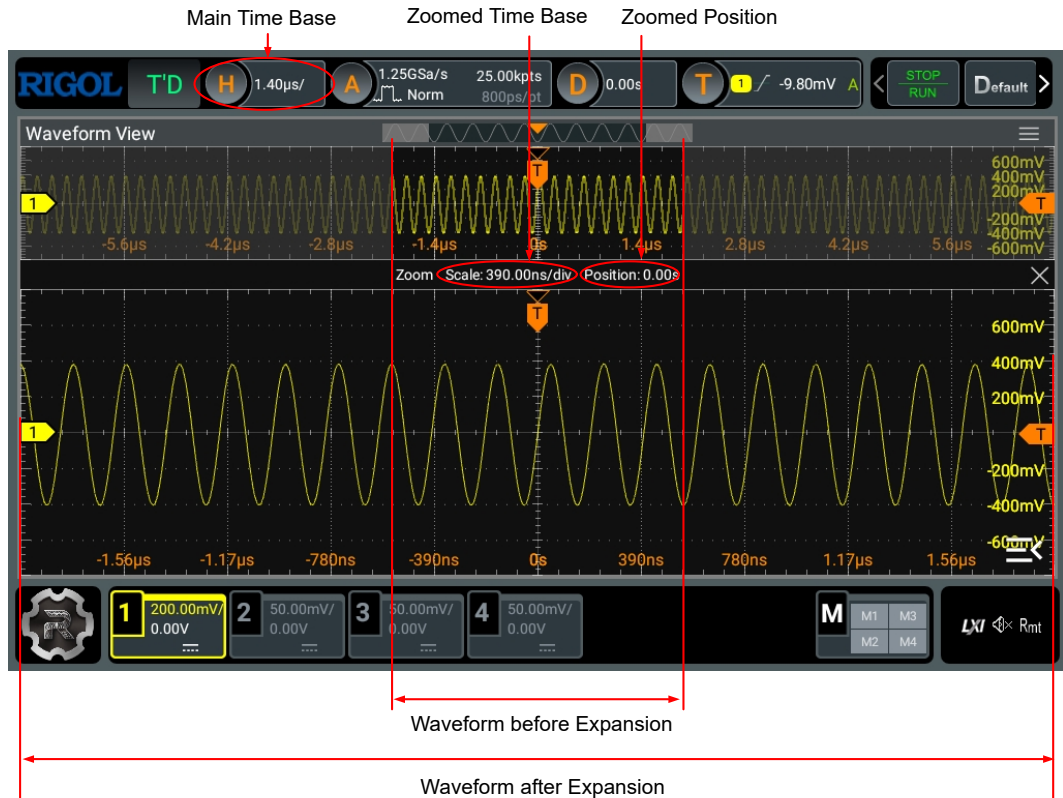 Main Time Base Zoomed Time Base Zoomed Position
RIGOL T'D H 1.40µs/ A 1.25GSa/s 25.00kpts D 0.00s T 1 -9.80mV A < STOP Default >
Norm 800ps/pt RUN
Waveform View
T
600mV
400mV
200mV
1 T
-200mV
-400mV
-5.6µs -4.2µs -2.8µs -1.4µs 0s 1.4µs 2.8µs 4.2µs 5.6µs -600mV
Zoom Scale: 390.00ns/div Position: 0.00s
T
600mV
400mV
200mV
1 T
-200mV
-400mV
-600mV
-1.56µs -1.17µs -780ns -390ns 0s 390ns 780ns 1.17µs 1.56µs
R 1 200.00mV/ 2 50.00mV/ 3 50.00mV/ 4 50.00mV/ M M1 M3 LXI Rmt
0.00V 0.00V 0.00V 0.00V M2 M4
Waveform before Expansion
Waveform after Expansion